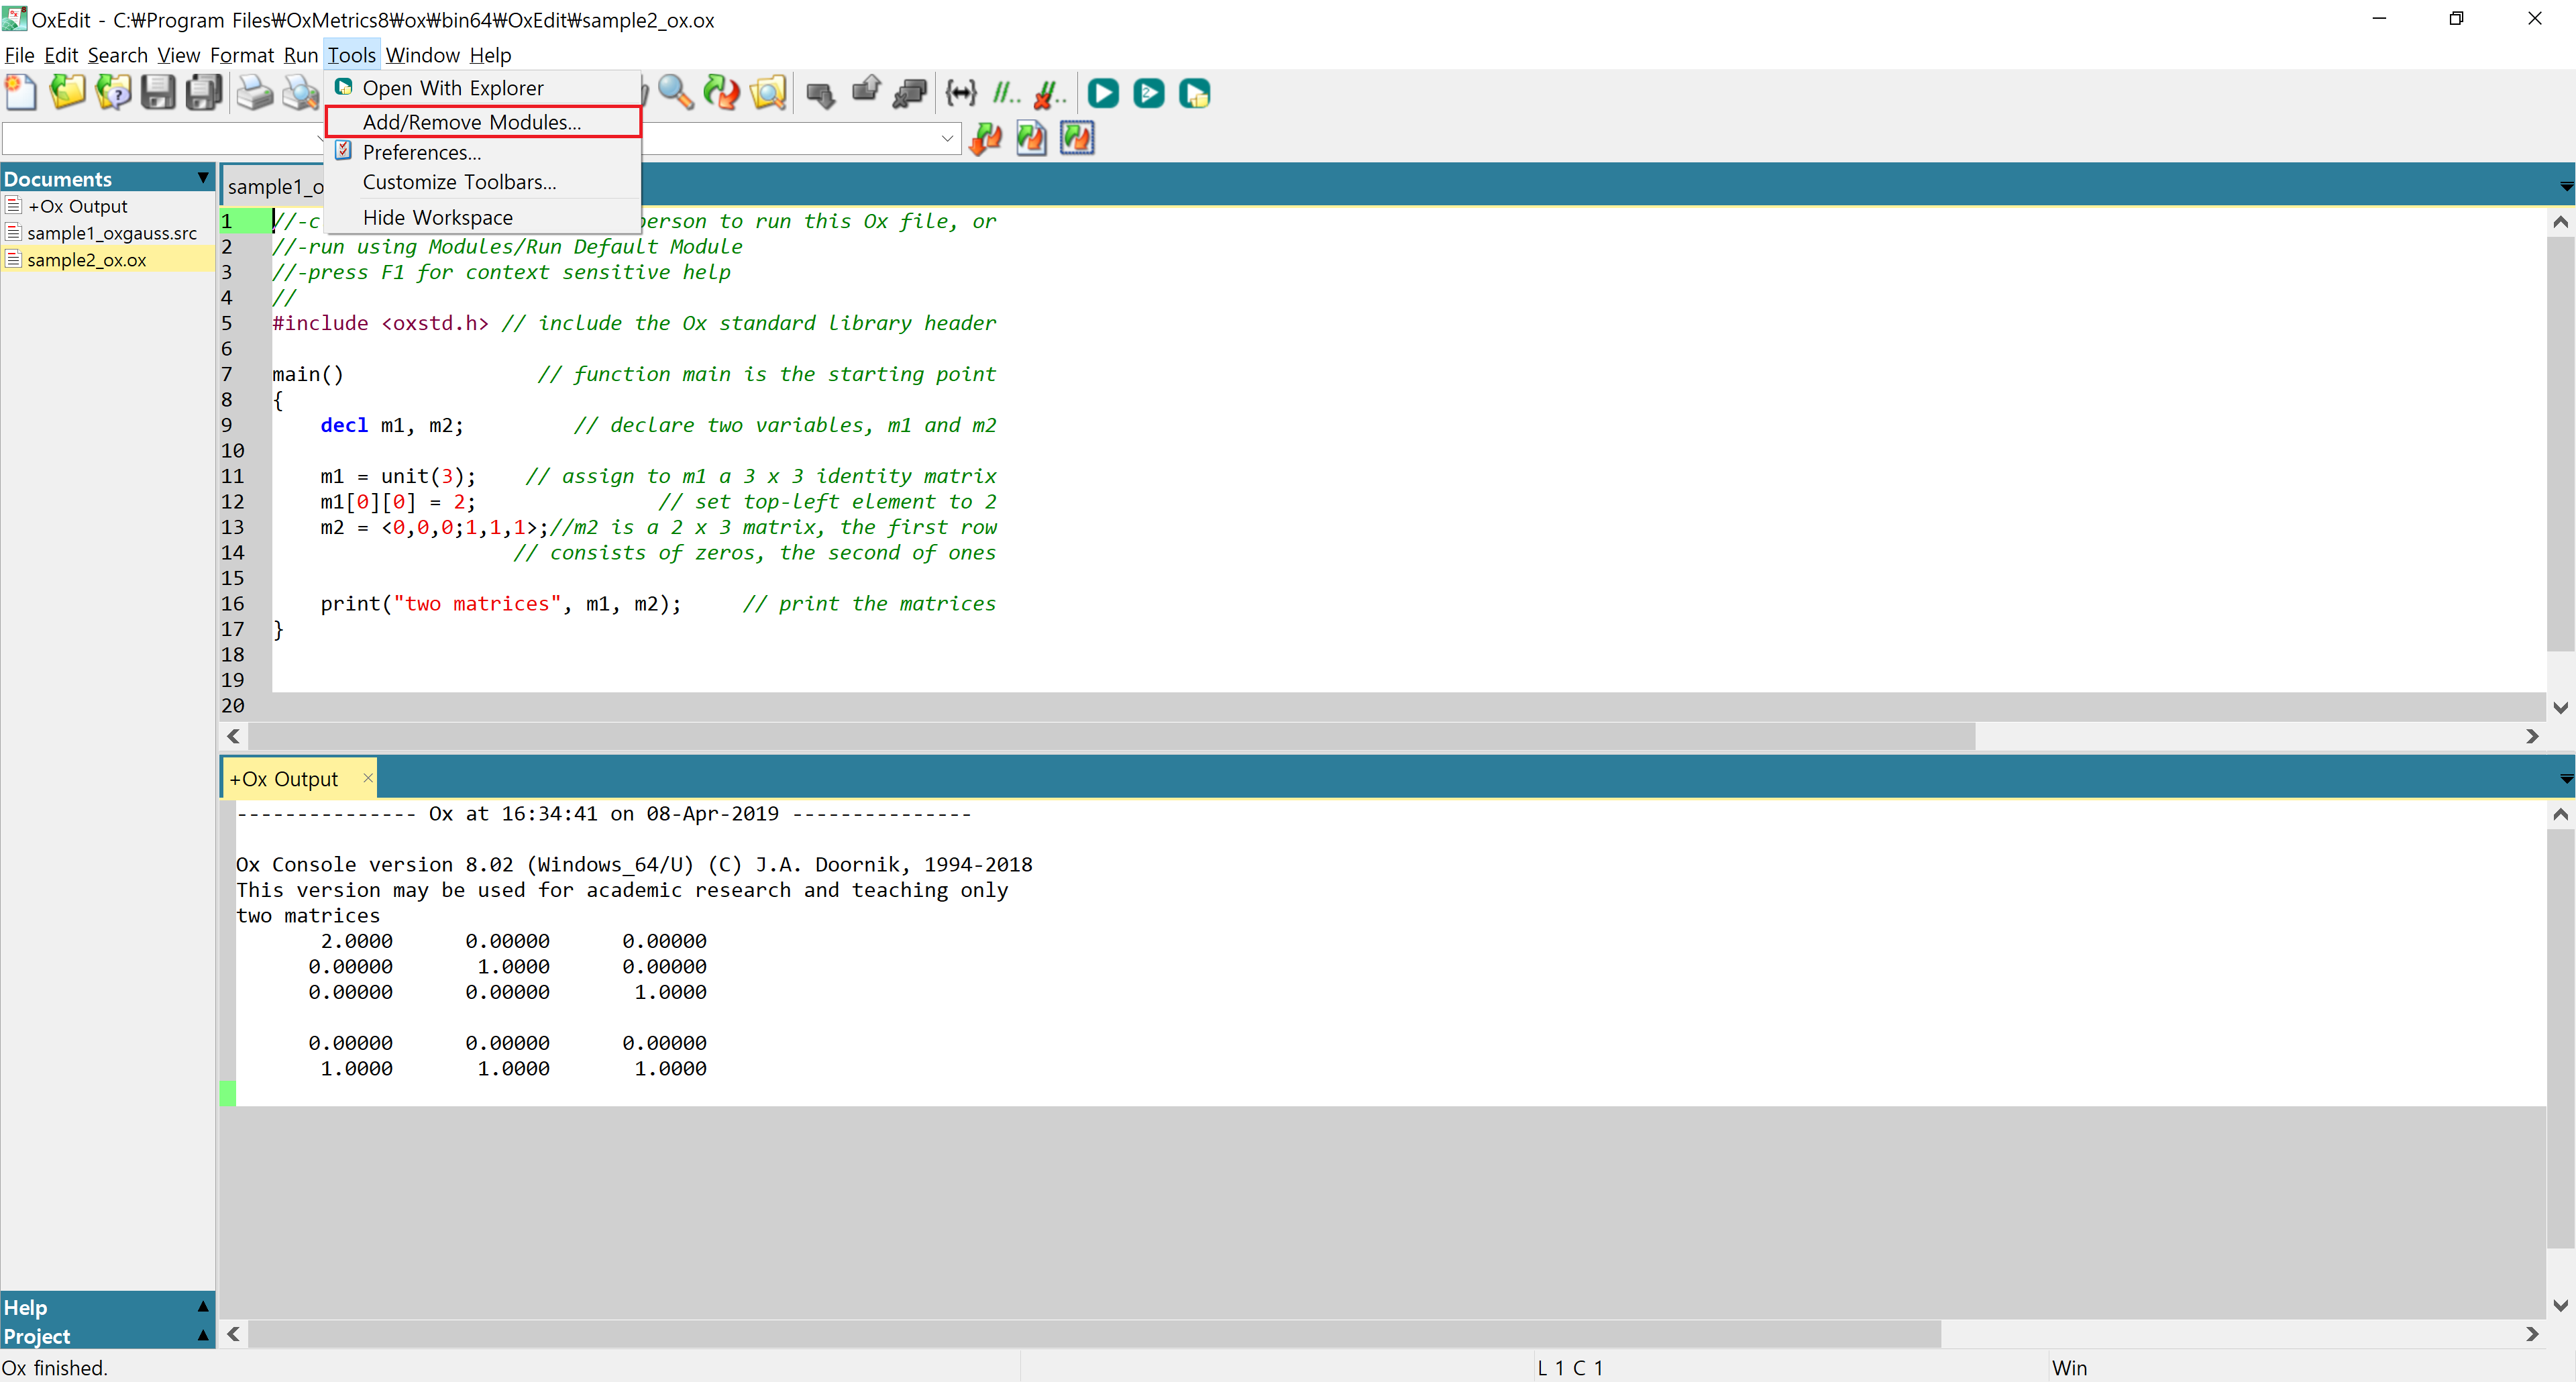 OxEdit - C:₩Program Files₩OxMetrics8₩ox₩bin64₩OxEdit₩sample2_ox.ox
File Edit Search View Format Run Tools Window Help
Open With Explorer
Add/Remove Modules...
Preferences...
Customize Toolbars...
Hide Workspace
Documents
+Ox Output
sample1_oxgauss.src
sample2_ox.ox
sample1_o
1 //-c person to run this Ox file, or
2 //-run using Modules/Run Default Module
3 //-press F1 for context sensitive help
4 //
5 #include <oxstd.h> // include the Ox standard library header
6
7 main() // function main is the starting point
8 {
9 decl m1, m2; // declare two variables, m1 and m2
10
11 m1 = unit(3); // assign to m1 a 3 x 3 identity matrix
12 m1[0][0] = 2; // set top-left element to 2
13 m2 = <0,0,0;1,1,1>;//m2 is a 2 x 3 matrix, the first row
14 // consists of zeros, the second of ones
15
16 print("two matrices", m1, m2); // print the matrices
17 }
18
19
20
+Ox Output
--------------- Ox at 16:34:41 on 08-Apr-2019 ---------------
Ox Console version 8.02 (Windows_64/U) (C) J.A. Doornik, 1994-2018
This version may be used for academic research and teaching only
two matrices
2.0000 0.00000 0.00000
0.00000 1.0000 0.00000
0.00000 0.00000 1.0000
0.00000 0.00000 0.00000
1.0000 1.0000 1.0000
Help
Project
Ox finished.
L 1 C 1
Win